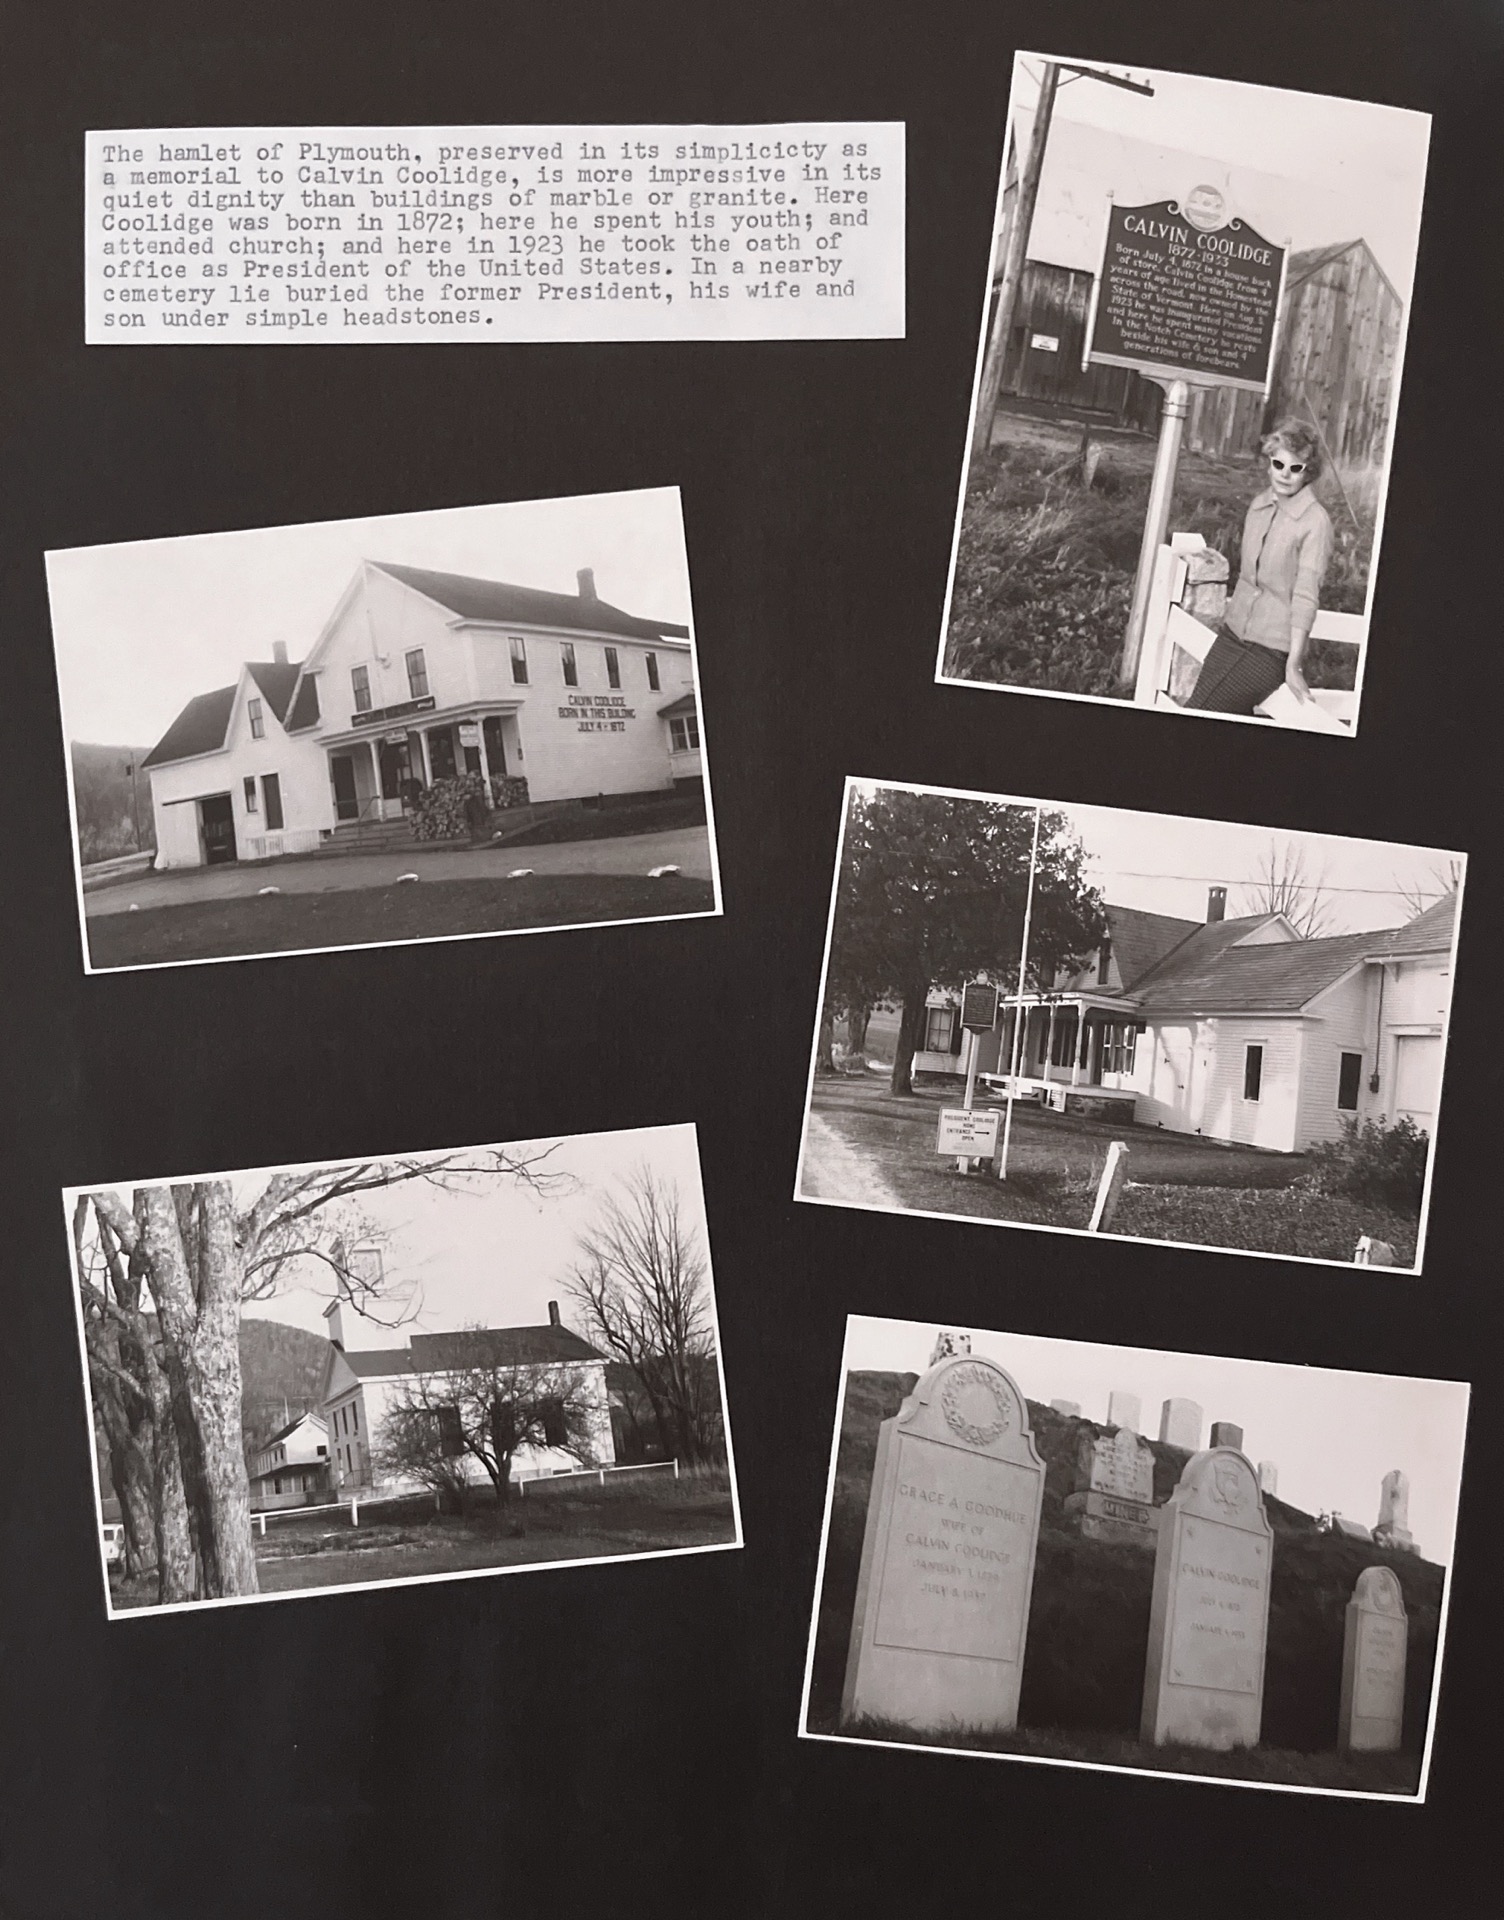 The hamlet of Plymouth, preserved in its simplicicty as
a memorial to Calvin Coolidge, is more impressive in its
quiet dignity than buildings of marble or granite. Here
Coolidge was born in 1872; here he spent his youth; and
attended church; and here in 1923 he took the oath of
office as President of the United States. In a nearby
cemetery lie buried the former President, his wife and
son under simple headstones.
CALVIN COOLIDGE
Born July 4, 1872 in a house back
of store, Calvin Coolidge from 4
years of age lived in the Homestead
across the road, now owned by the
State of Vermont. Here on Aug. 3,
1923 he was inaugurated President
and here he spent many vacations.
In the Notch Cemetery he rests
beside his wife & son and 4
generations of forebears.
CALVIN COOLIDGE
BORN IN THIS BUILDING
JULY 4 - 1872
PRESIDENT COOLIDGE
HOME
ENTRANCE
OPEN
GRACE A. GOODHUE
WIFE OF
CALVIN COOLIDGE
JANUARY 3, 1879
JULY 8, 1957
CALVIN COOLIDGE
JULY 4, 1872
JANUARY 5, 1933